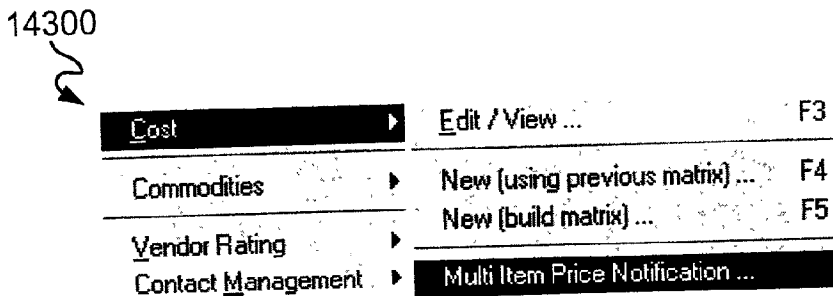 14300
Cost
Commodities
Vendor Rating
Contact Management
Edit / View ... F3
New (using previous matrix) ... F4
New (build matrix) ... F5
Multi Item Price Notification ...